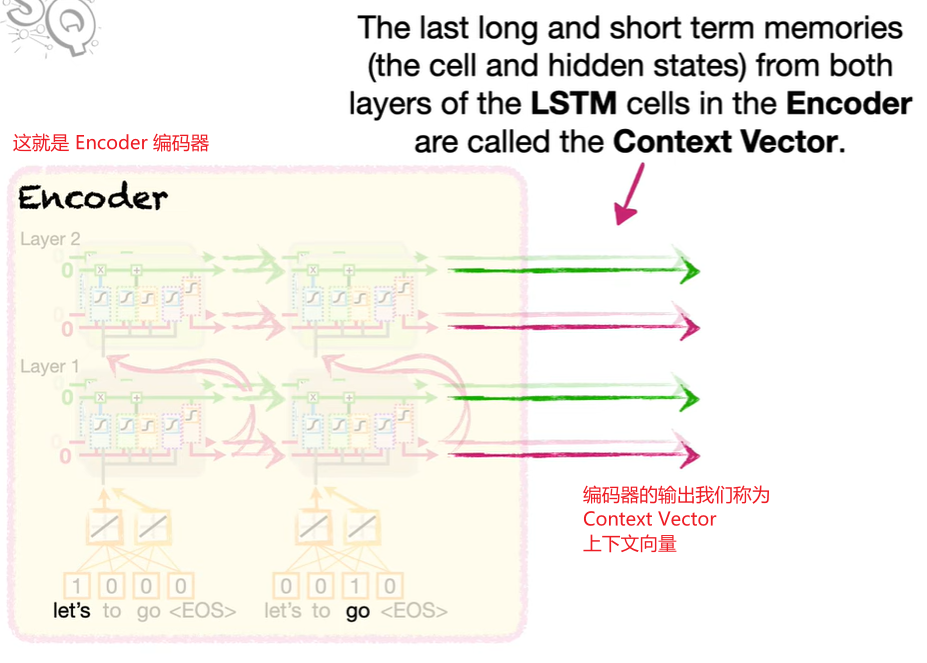 SQ
The last long and short term memories
(the cell and hidden states) from both
layers of the LSTM cells in the Encoder
are called the Context Vector.
这就是 Encoder 编码器
Encoder
Layer 2
0
0
0
0
Layer 1
0
0
0
0
编码器的输出我们称为
Context Vector
上下文向量
1 0 0 0 0 0 1 0
let's to go <EOS> let's to go <EOS>